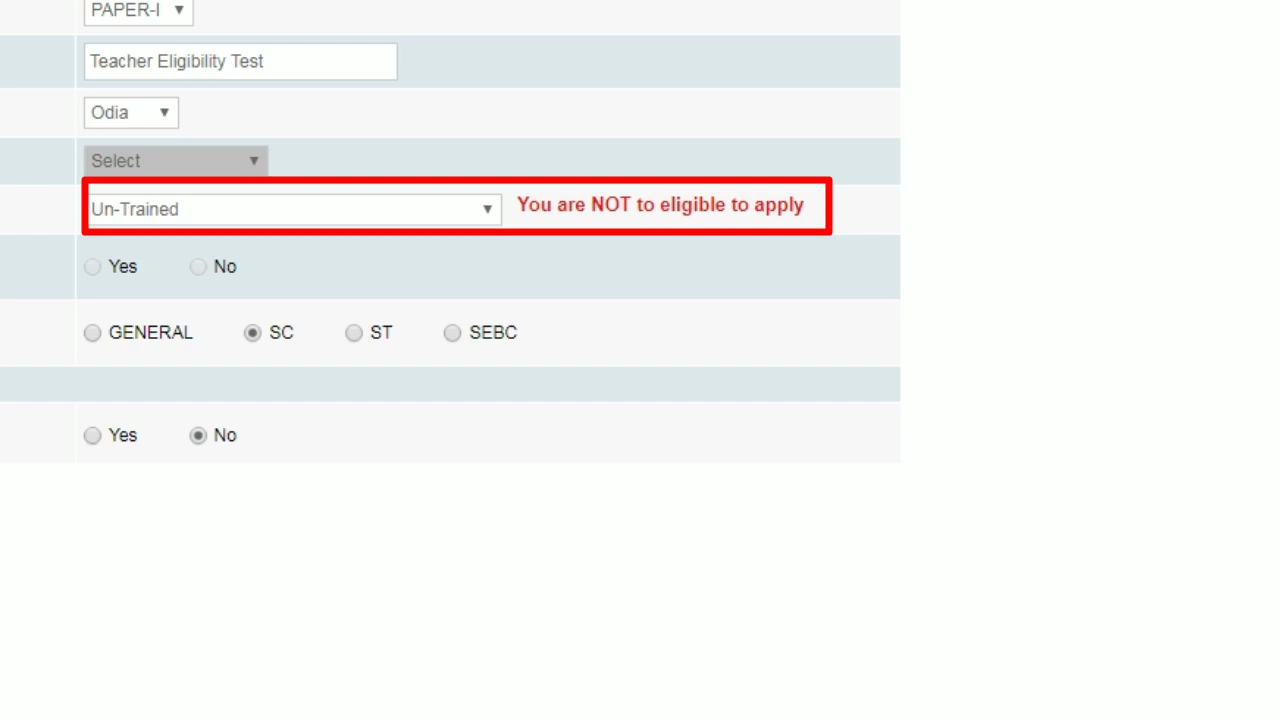 PAPER-I
Teacher Eligibility Test
Odia
Select
Un-Trained You are NOT to eligible to apply
Yes No
GENERAL SC ST SEBC
Yes No